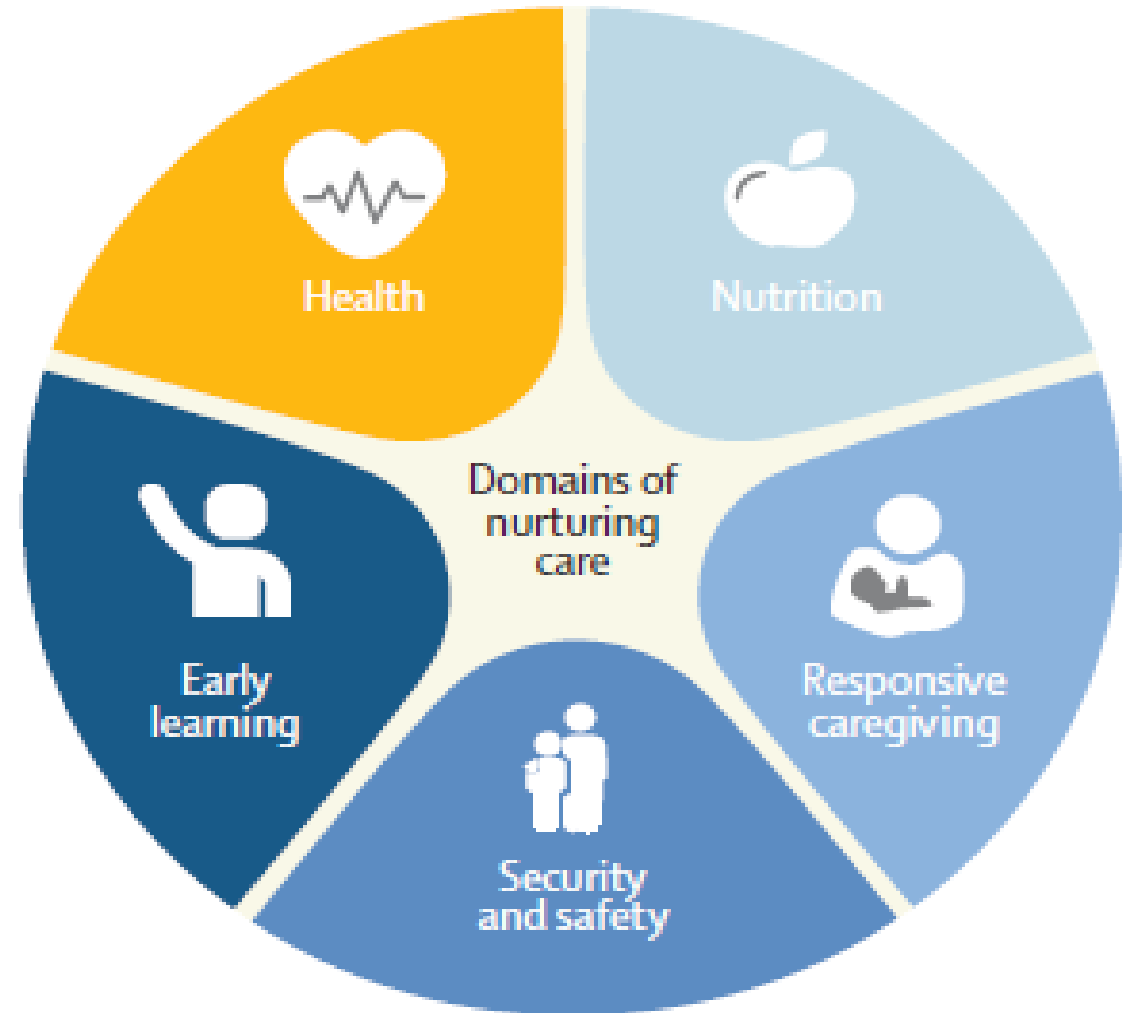 Health
Nutrition
Domains of
nurturing
care
Early
learning
Responsive
caregiving
Security
and safety